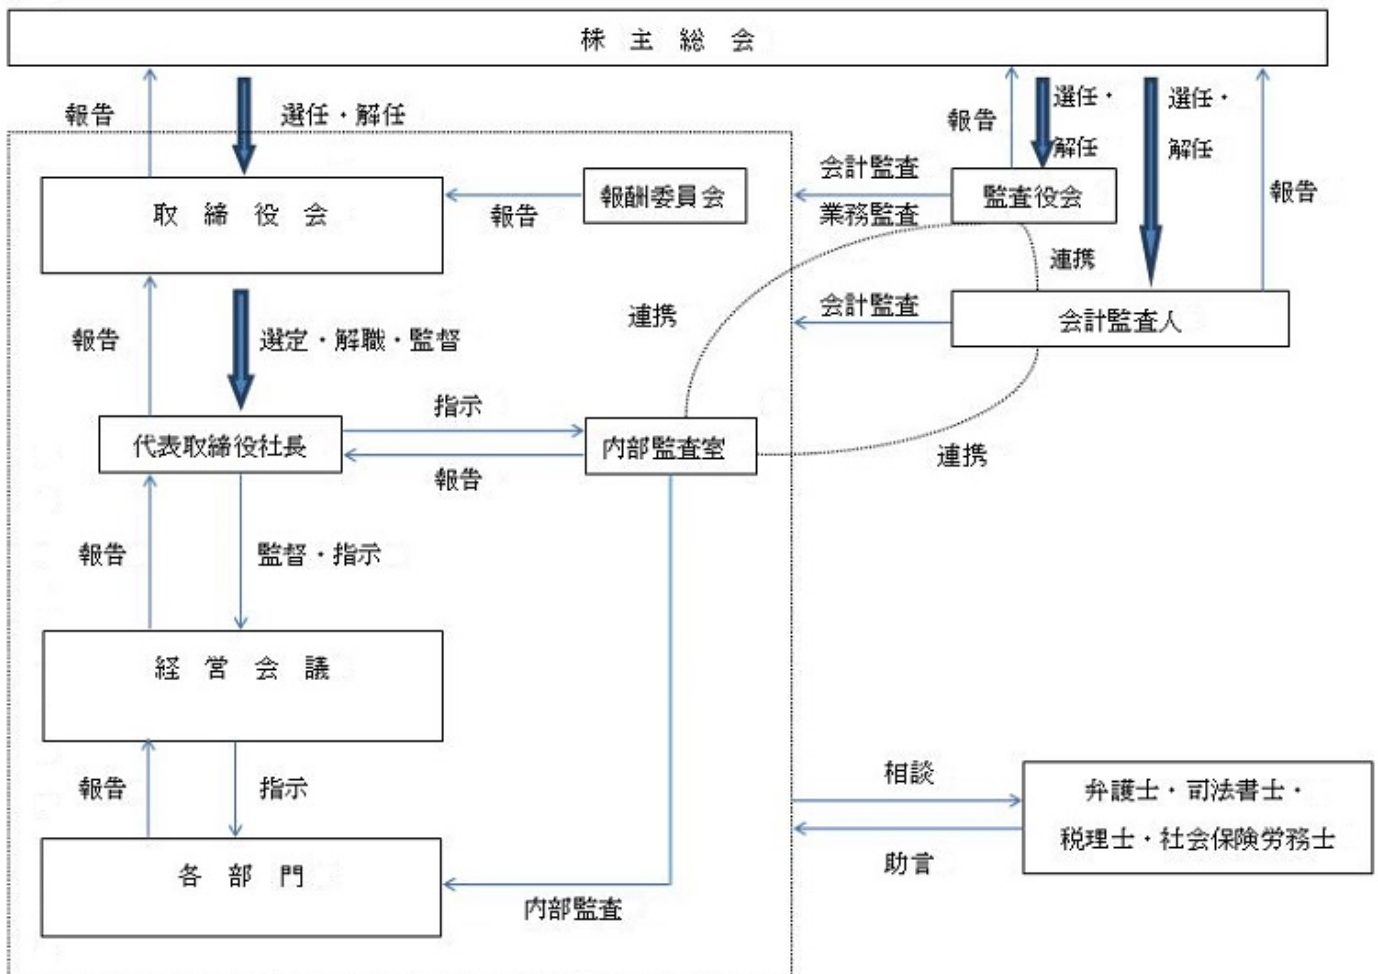 株主総会
報告
選任・解任
報告
選任・
解任
選任・
解任
報告
取締役会
報告
報酬委員会
会計監査
業務監査
監査役会
連携
報告
選定・解職・監督
連携
会計監査
会計監査人
代表取締役社長
指示
報告
内部監査室
連携
報告
監督・指示
経営会議
報告
指示
相談
助言
弁護士・司法書士・
税理士・社会保険労務士
各部門
内部監査